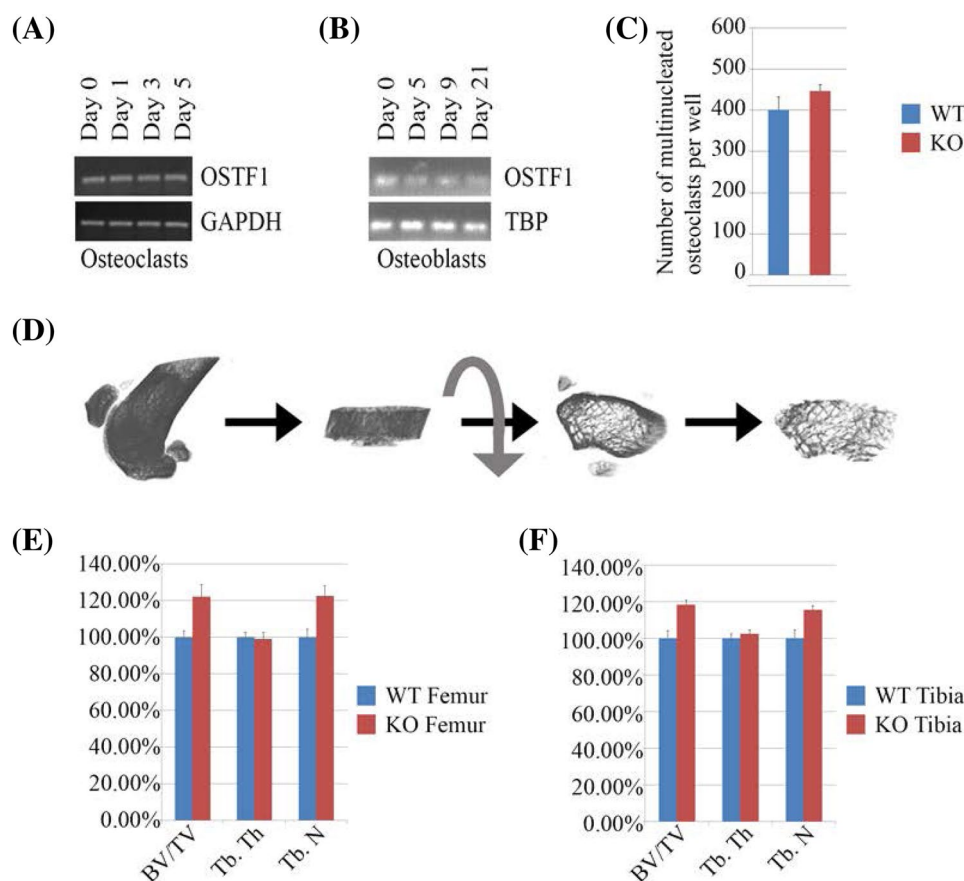 (A)
Day 0
Day 1
Day 3
Day 5
OSTF1
GAPDH
Osteoclasts
(B)
Day 0
Day 5
Day 9
Day 21
OSTF1
TBP
Osteoblasts
(C)
Number of multinucleated
osteoclasts per well
600
500
400
300
200
100
0
WT
KO
(D)
(E)
140.00%
120.00%
100.00%
80.00%
60.00%
40.00%
20.00%
0.00%
BV/TV
Tb. Th
Tb. N
WT Femur
KO Femur
(F)
140.00%
120.00%
100.00%
80.00%
60.00%
40.00%
20.00%
0.00%
BV/TV
Tb. Th
Tb. N
WT Tibia
KO Tibia